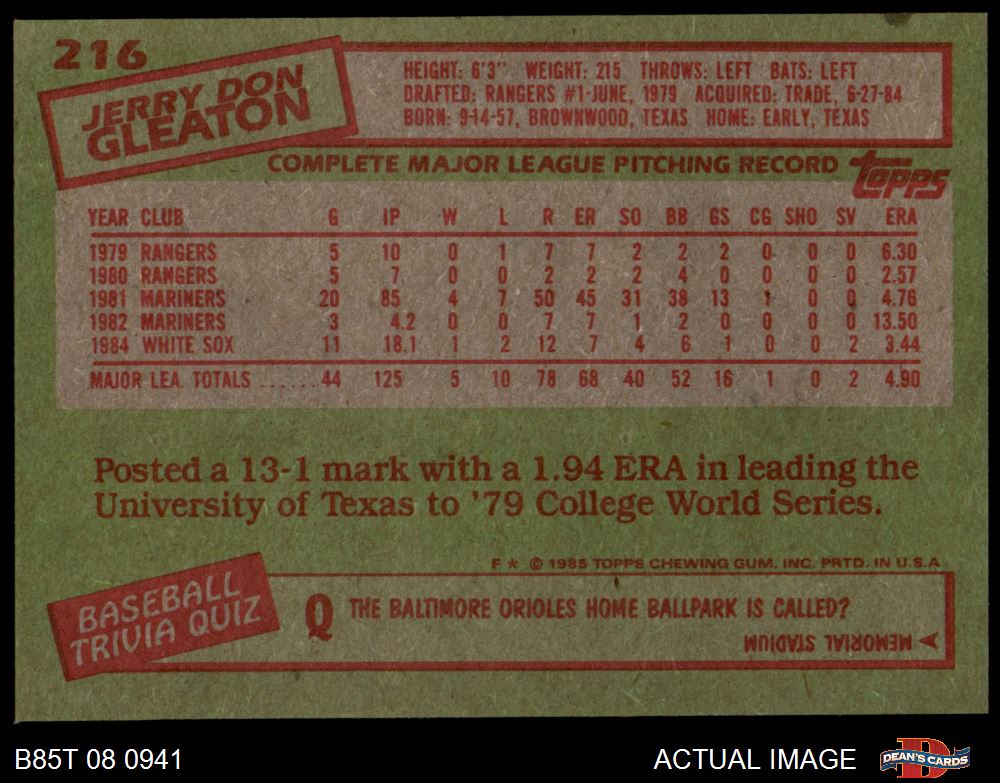 216
JERRY DON
GLEATON
HEIGHT: 6'3" WEIGHT: 215 THROWS: LEFT BATS: LEFT
DRAFTED: RANGERS #1-JUNE, 1979 ACQUIRED: TRADE, 6-27-84
BORN: 9-14-57, BROWNWOOD, TEXAS HOME: EARLY, TEXAS
COMPLETE MAJOR LEAGUE PITCHING RECORD
TOPPS
YEAR CLUB G IP W L R ER SO BB GS CG SHO SV ERA
1979 RANGERS 5 10 0 1 7 7 2 2 2 0 0 0 6.30
1980 RANGERS 5 7 0 0 2 2 2 4 0 0 0 0 2.57
1981 MARINERS 20 85 4 7 50 45 31 38 13 1 0 0 4.76
1982 MARINERS 3 4.2 0 0 7 7 1 2 0 0 0 0 13.50
1984 WHITE SOX 11 18.1 1 2 12 7 4 6 1 0 0 2 3.44
MAJOR LEA. TOTALS ...... 44 125 5 10 78 68 40 52 16 1 0 2 4.90
Posted a 13-1 mark with a 1.94 ERA in leading the
University of Texas to '79 College World Series.
F * © 1985 TOPPS CHEWING GUM, INC. PRTD. IN U.S.A
BASEBALL
TRIVIA QUIZ
Q THE BALTIMORE ORIOLES HOME BALLPARK IS CALLED?
MEMORIAL STADIUM
B85T 08 0941
ACTUAL IMAGE
DEAN'S CARDS